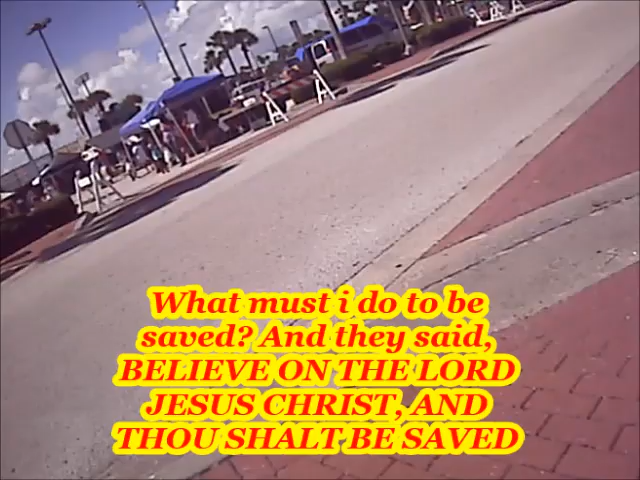 What must i do to be
saved? And they said,
BELIEVE ON THE LORD
JESUS CHRIST, AND
THOU SHALT BE SAVED